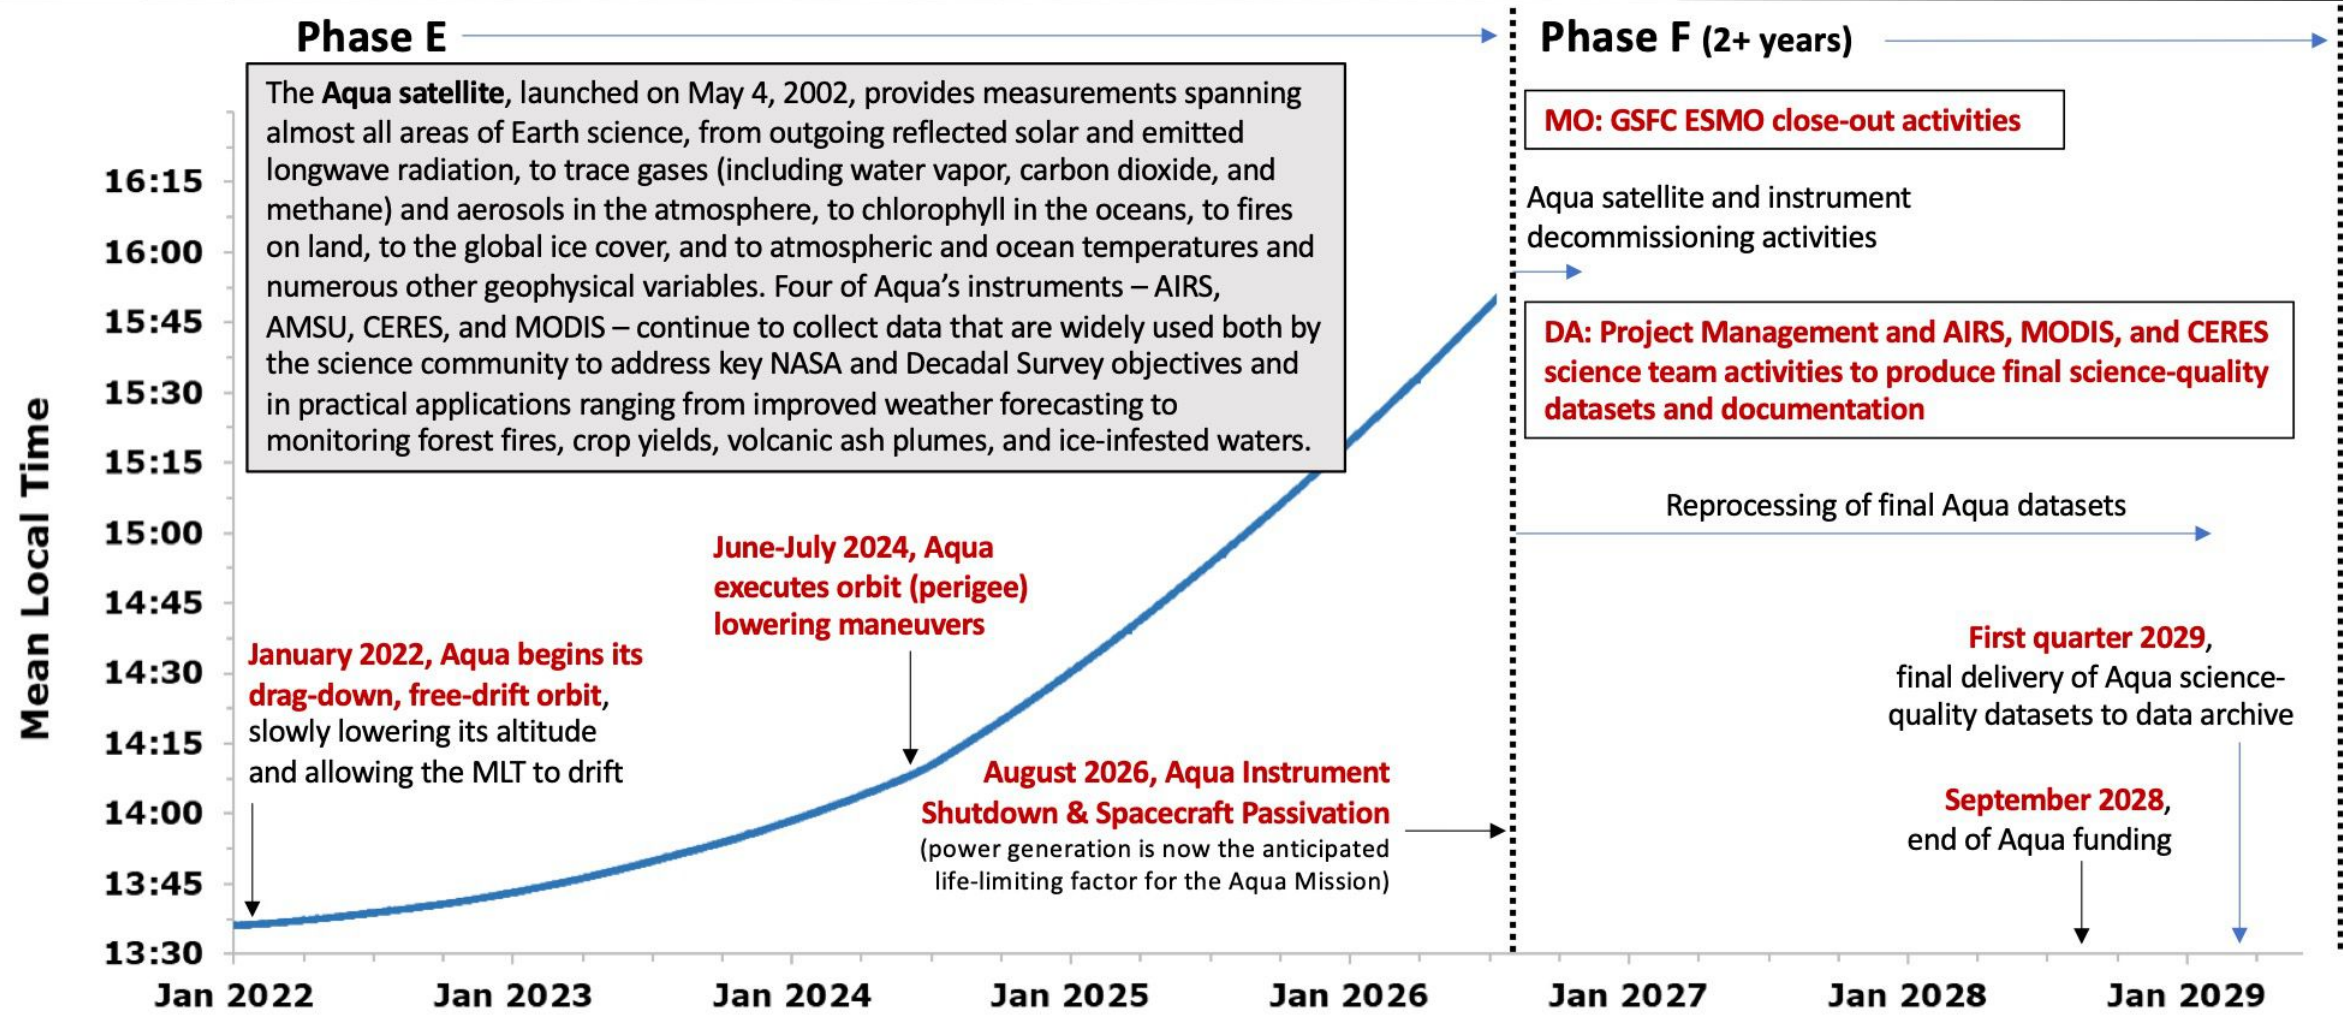 Phase E
Phase F (2+ years)
The Aqua satellite, launched on May 4, 2002, provides measurements spanning
almost all areas of Earth science, from outgoing reflected solar and emitted
longwave radiation, to trace gases (including water vapor, carbon dioxide, and
methane) and aerosols in the atmosphere, to chlorophyll in the oceans, to fires
on land, to the global ice cover, and to atmospheric and ocean temperatures and
numerous other geophysical variables. Four of Aqua’s instruments – AIRS,
AMSU, CERES, and MODIS – continue to collect data that are widely used both by
the science community to address key NASA and Decadal Survey objectives and
in practical applications ranging from improved weather forecasting to
monitoring forest fires, crop yields, volcanic ash plumes, and ice-infested waters.
MO: GSFC ESMO close-out activities
Aqua satellite and instrument
decommissioning activities
DA: Project Management and AIRS, MODIS, and CERES
science team activities to produce final science-quality
datasets and documentation
Reprocessing of final Aqua datasets
Mean Local Time
16:15
16:00
15:45
15:30
15:15
15:00
14:45
14:30
14:15
14:00
13:45
13:30
January 2022, Aqua begins its
drag-down, free-drift orbit,
slowly lowering its altitude
and allowing the MLT to drift
June-July 2024, Aqua
executes orbit (perigee)
lowering maneuvers
August 2026, Aqua Instrument
Shutdown & Spacecraft Passivation
(power generation is now the anticipated
life-limiting factor for the Aqua Mission)
First quarter 2029,
final delivery of Aqua science-
quality datasets to data archive
September 2028,
end of Aqua funding
Jan 2022
Jan 2023
Jan 2024
Jan 2025
Jan 2026
Jan 2027
Jan 2028
Jan 2029